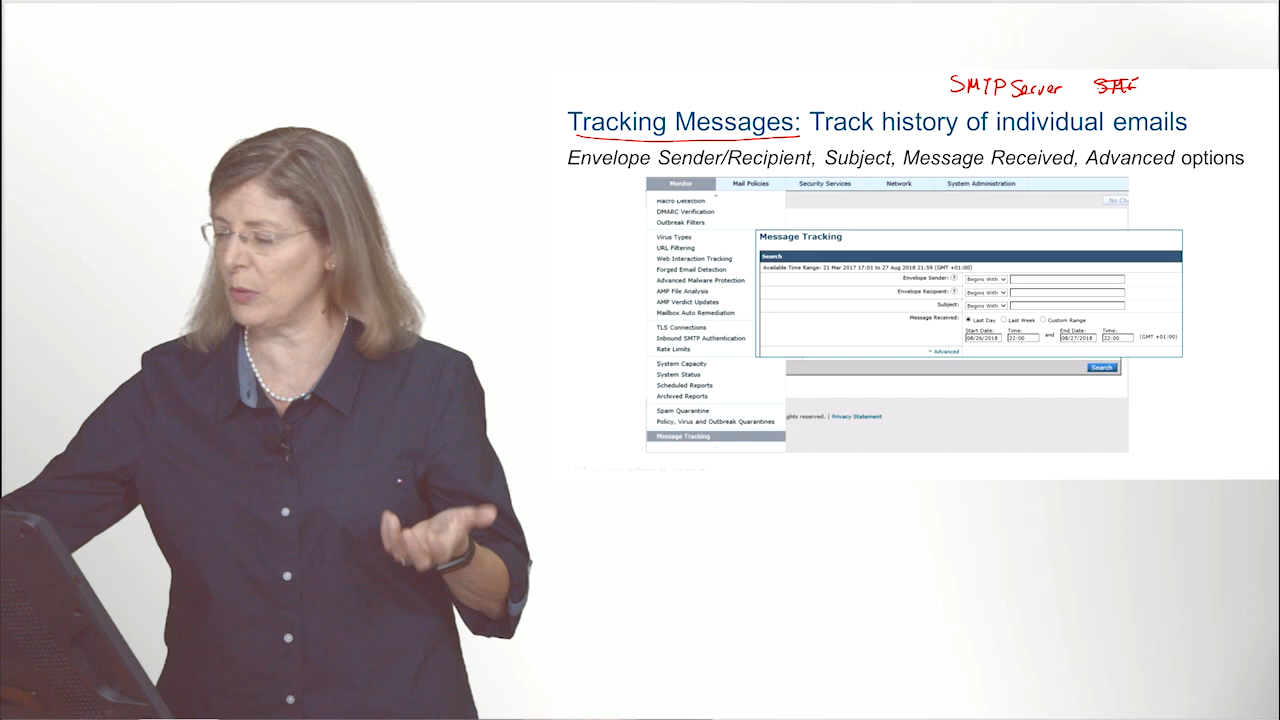 SMTP Server
Tracking Messages: Track history of individual emails
Envelope Sender/Recipient, Subject, Message Received, Advanced options
Monitor Mail Policies Security Services Network System Administration
Macro Detection
DMARC Verification
Outbreak Filters
Virus Types
URL Filtering
Web Interaction Tracking
Forged Email Detection
Advanced Malware Protection
AMP File Analysis
AMP Verdict Updates
Mailbox Auto Remediation
TLS Connections
Inbound SMTP Authentication
Rate Limits
System Capacity
System Status
Scheduled Reports
Archived Reports
Spam Quarantine
Policy, Virus and Outbreak Quarantines
Message Tracking
No Cha
Message Tracking
Search
Available Time Range: 21 Mar 2017 17:01 to 27 Aug 2018 21:59 (GMT +01:00)
Envelope Sender: ? Begins With
Envelope Recipient: ? Begins With
Subject: Begins With
Message Received: Last Day Last Week Custom Range
Start Date: Time: End Date: Time:
08/26/2018 22:00 and 08/27/2018 22:00 (GMT +01:00)
Advanced
Search
ghts reserved. | Privacy Statement